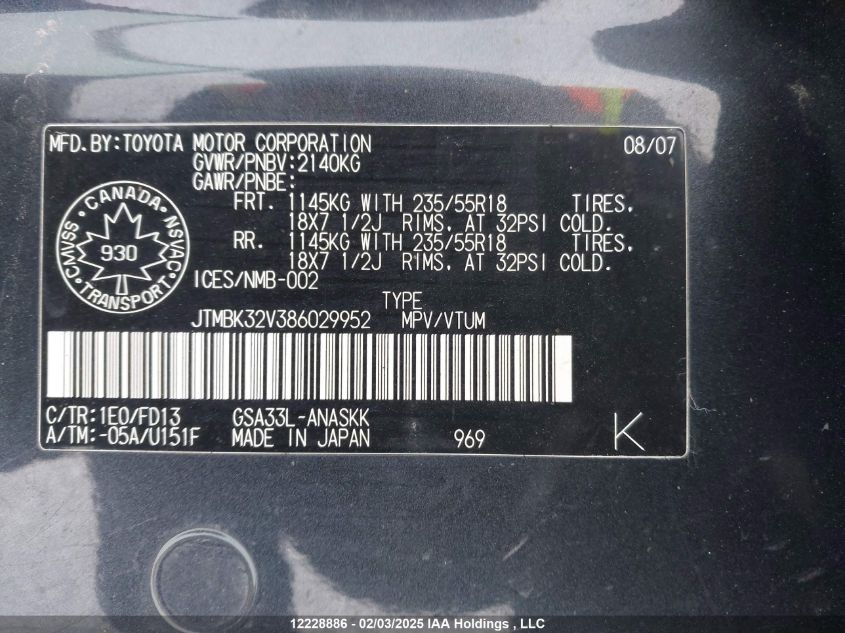 MFD.BY:TOYOTA MOTOR CORPORATION 08/07
GVWR/PNBV:2140KG
GAWR/PNBE:
FRT. 1145KG WITH 235/55R18 TIRES.
18X7 1/2J RIMS. AT 32PSI COLD.
RR. 1145KG WITH 235/55R18 TIRES.
18X7 1/2J RIMS. AT 32PSI COLD.
CANADA
CMVSS 930 NSVAC
TRANSPORT
ICES/NMB-002
TYPE
JTMBK32V386029952 MPV/VTUM
C/TR:1E0/FD13 GSA33L-ANASKK
A/TM:-05A/U151F MADE IN JAPAN 969 K
12228886 - 02/03/2025 IAA Holdings , LLC